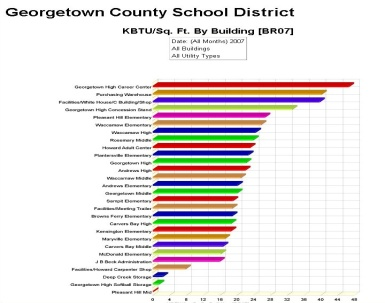 Georgetown County School District
KBTU/Sq. Ft. By Building [BR07]
Date: (All Months) 2007
All Buildings
All Utility Types
Georgetown High Career Center
Purchasing Warehouse
Facilities/White House/C Building/Shop
Georgetown High Concession Stand
Pleasant Hill Elementary
Waccamaw Elementary
Waccamaw High
Rosemary Middle
Howard Adult Center
Plantersville Elementary
Georgetown High
Andrews High
Waccamaw Middle
Andrews Elementary
Georgetown Middle
Sampit Elementary
Facilities/Meeting Trailer
Browns Ferry Elementary
Carvers Bay High
Kensington Elementary
Maryville Elementary
Carvers Bay Middle
McDonald Elementary
J B Beck Administration
Facilities/Howard Carpenter Shop
Deep Creek Storage
Georgetown High Softball Storage
Pleasant Hill Mid
0 4 8 12 16 20 24 28 32 36 40 44 48